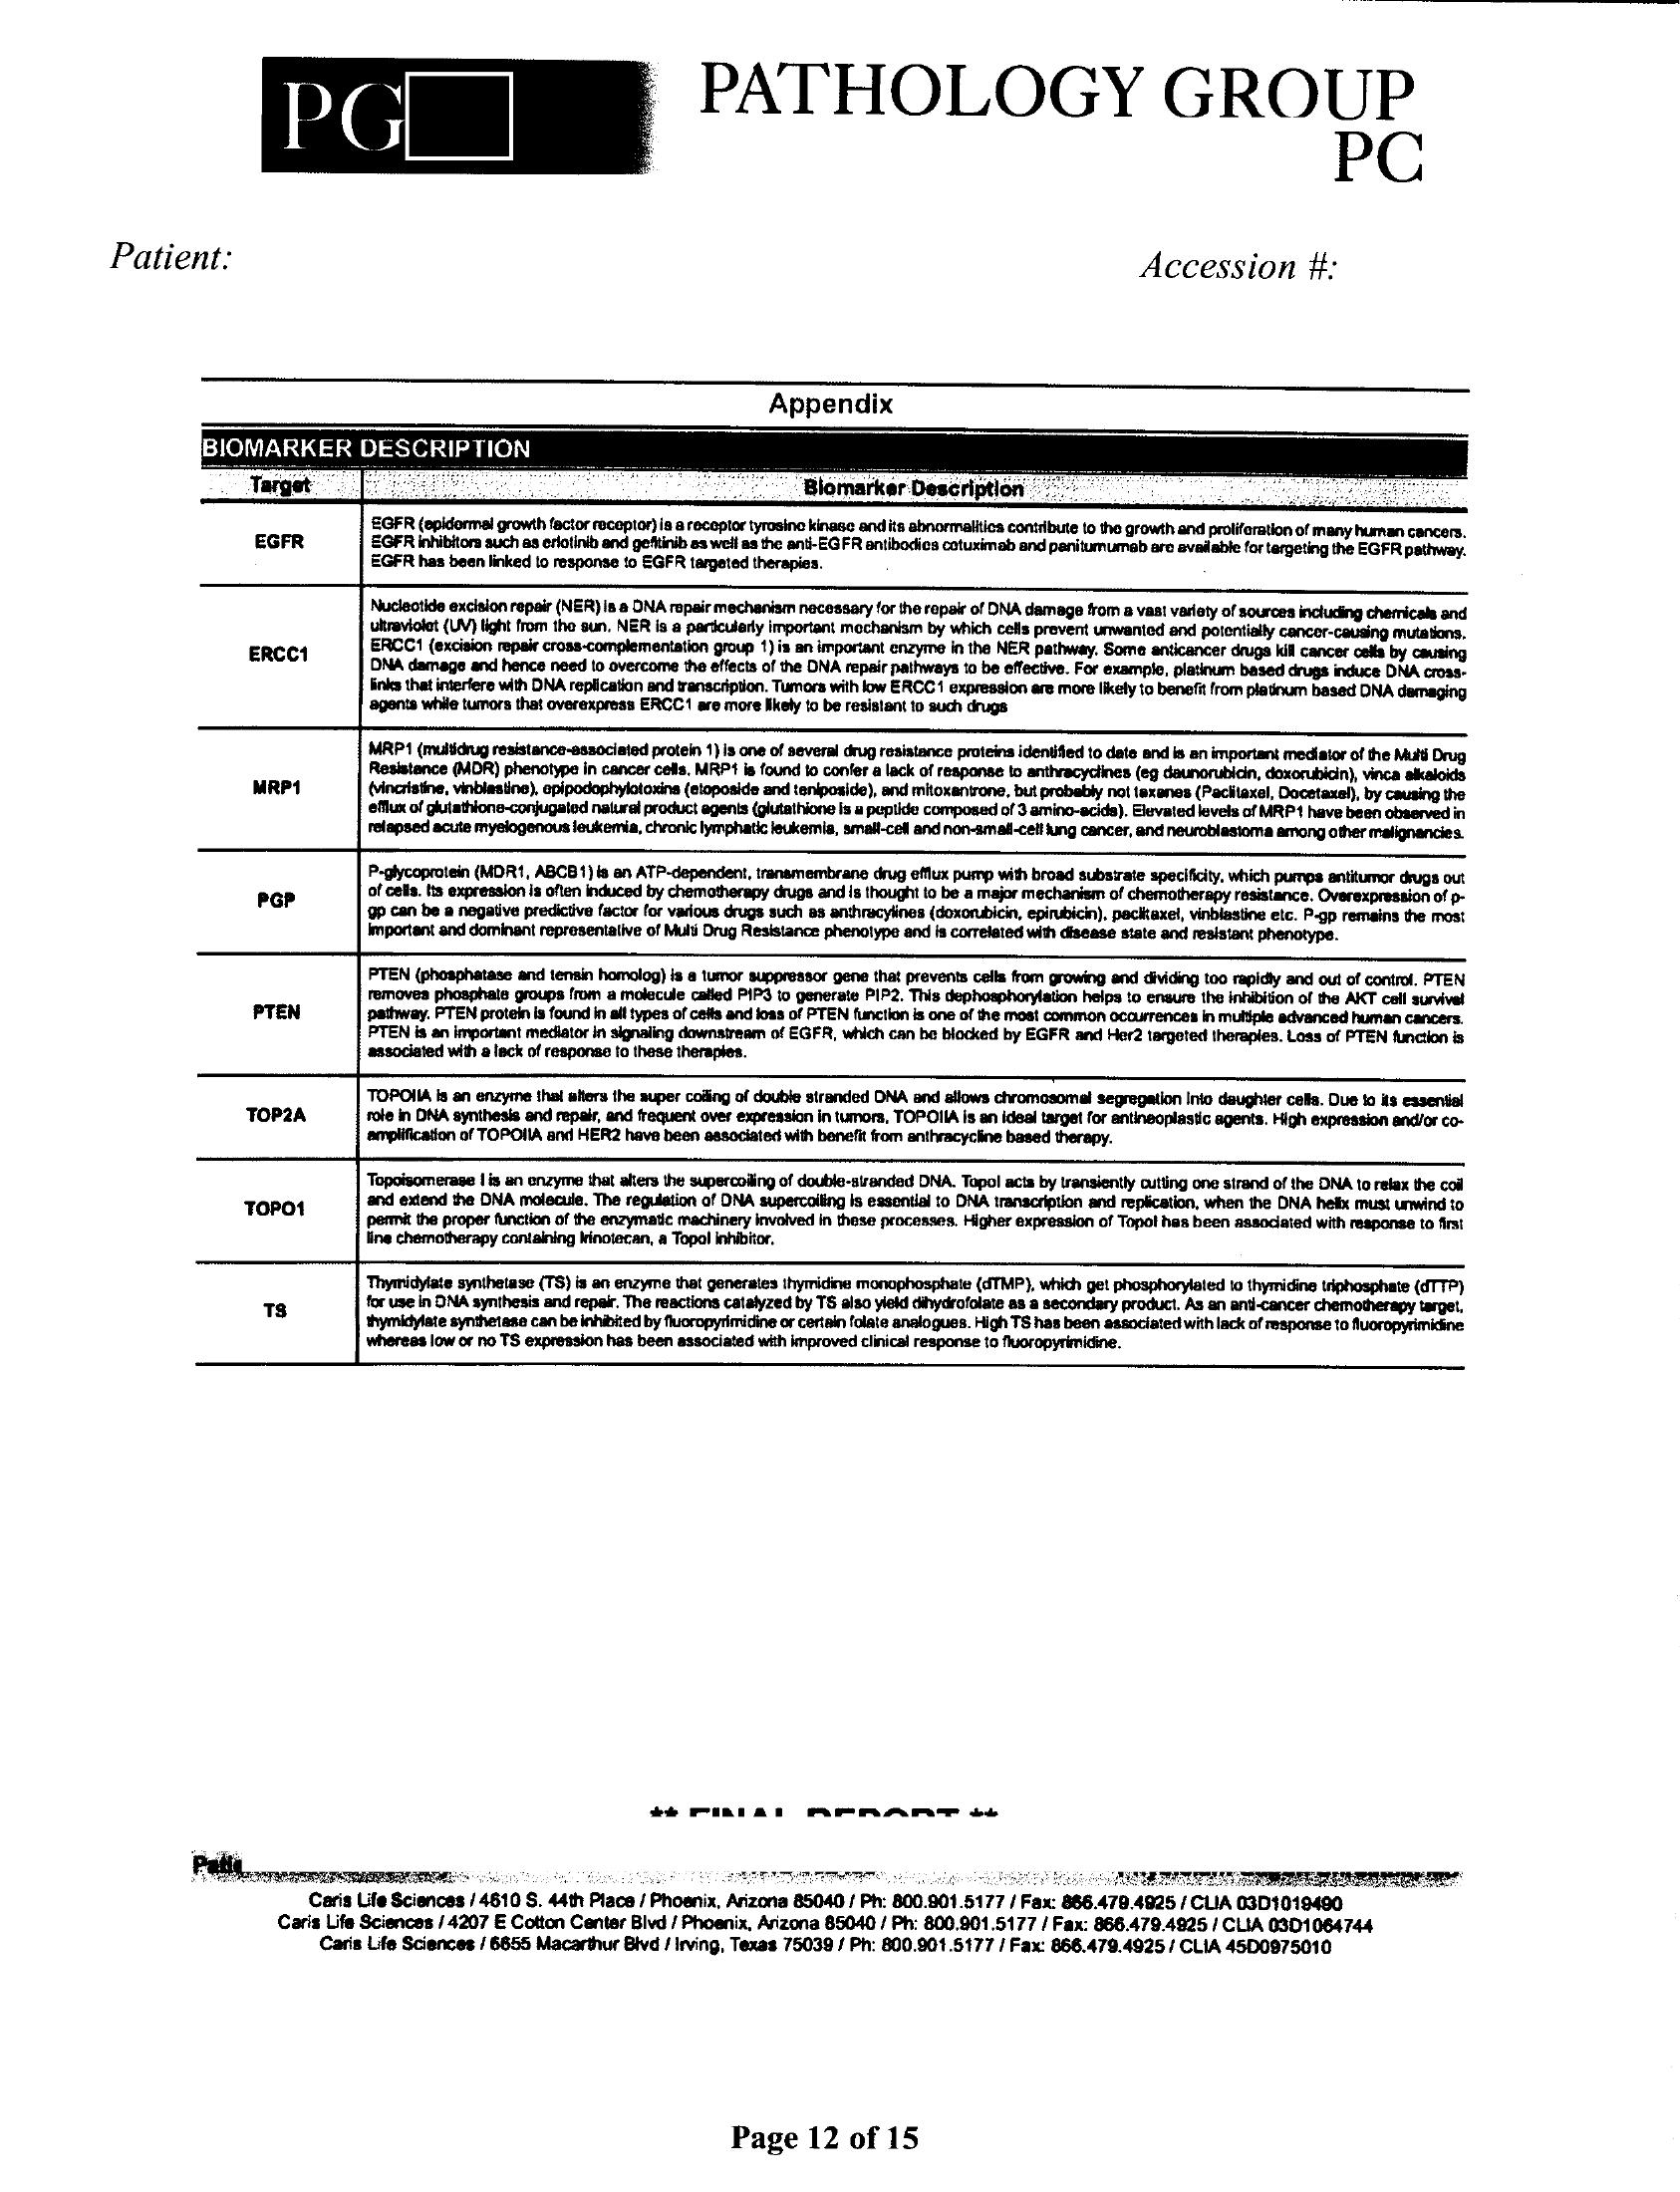 PG
PATHOLOGY GROUP
PC
Patient:
Accession #:
Appendix
BIOMARKER DESCRIPTION
Target Biomarker Description
EGFR
EGFR (epidermal growth factor receptor) is a receptor tyrosine kinase and its abnormalities contribute to the growth and proliferation of many human cancers.
EGFR inhibitors such as erlotinib and gefitinib as well as the anti-EGFR antibodies cetuximab and panitumumab are available for targeting the EGFR pathway.
EGFR has been linked to response to EGFR targeted therapies.
ERCC1
Nucleotide excision repair (NER) is a DNA repair mechanism necessary for the repair of DNA damage from a vast variety of sources including chemicals and
ultraviolet (UV) light from the sun. NER is a particularly important mechanism by which cells prevent unwanted and potentially cancer-causing mutations.
ERCC1 (excision repair cross-complementation group 1) is an important enzyme in the NER pathway. Some anticancer drugs kill cancer cells by causing
DNA damage and hence need to overcome the effects of the DNA repair pathways to be effective. For example, platinum based drugs induce DNA cross-
links that interfere with DNA replication and transcription. Tumors with low ERCC1 expression are more likely to benefit from platinum based DNA damaging
agents while tumors that overexpress ERCC1 are more likely to be resistant to such drugs
MRP1
MRP1 (multidrug resistance-associated protein 1) is one of several drug resistance proteins identified to date and is an important mediator of the Multi Drug
Resistance (MDR) phenotype in cancer cells. MRP1 is found to confer a lack of response to anthracyclines (eg daunorubicin, doxorubicin), vinca alkaloids
(vincristine, vinblastine), epipodophylotoxins (etoposide and teniposide), and mitoxantrone, but probably not taxanes (Paclitaxel, Docetaxel), by causing the
efflux of glutathione-conjugated natural product agents (glutathione is a peptide composed of 3 amino-acids). Elevated levels of MRP1 have been observed in
relapsed acute myelogenous leukemia, chronic lymphatic leukemia, small-cell and non-small-cell lung cancer, and neuroblastoma among other malignancies.
PGP
P-glycoprotein (MDR1, ABCB1) is an ATP-dependent, transmembrane drug efflux pump with broad substrate specificity, which pumps antitumor drugs out
of cells. Its expression is often induced by chemotherapy drugs and is thought to be a major mechanism of chemotherapy resistance. Overexpression of p-
gp can be a negative predictive factor for various drugs such as anthracylines (doxorubicin, epirubicin), paclitaxel, vinblastine etc. P-gp remains the most
important and dominant representative of Multi Drug Resistance phenotype and is correlated with disease state and resistant phenotype.
PTEN
PTEN (phosphatase and tensin homolog) is a tumor suppressor gene that prevents cells from growing and dividing too rapidly and out of control. PTEN
removes phosphate groups from a molecule called PIP3 to generate PIP2. This dephosphorylation helps to ensure the inhibition of the AKT cell survival
pathway. PTEN protein is found in all types of cells and loss of PTEN function is one of the most common occurrences in multiple advanced human cancers.
PTEN is an important mediator in signaling downstream of EGFR, which can be blocked by EGFR and Her2 targeted therapies. Loss of PTEN function is
associated with a lack of response to these therapies.
TOP2A
TOPOIIA is an enzyme that alters the super coiling of double stranded DNA and allows chromosomal segregation into daughter cells. Due to its essential
role in DNA synthesis and repair, and frequent over expression in tumors, TOPOIIA is an ideal target for antineoplastic agents. High expression and/or co-
amplification of TOPOIIA and HER2 have been associated with benefit from anthracycline based therapy.
TOPO1
Topoisomerase I is an enzyme that alters the supercoiling of double-stranded DNA. TopoI acts by transiently cutting one strand of the DNA to relax the coil
and extend the DNA molecule. The regulation of DNA supercoiling is essential to DNA transcription and replication, when the DNA helix must unwind to
permit the proper function of the enzymatic machinery involved in these processes. Higher expression of TopoI has been associated with response to first
line chemotherapy containing irinotecan, a TopoI inhibitor.
TS
Thymidylate synthetase (TS) is an enzyme that generates thymidine monophosphate (dTMP), which get phosphorylated to thymidine triphosphate (dTTP)
for use in DNA synthesis and repair. The reactions catalyzed by TS also yield dihydrofolate as a secondary product. As an anti-cancer chemotherapy target,
thymidylate synthetase can be inhibited by fluoropyrimidine or certain folate analogues. High TS has been associated with lack of response to fluoropyrimidine
whereas low or no TS expression has been associated with improved clinical response to fluoropyrimidine.
** FINAL REPORT **
Caris Life Sciences / 4610 S. 44th Place / Phoenix, Arizona 85040 / Ph: 800.901.5177 / Fax: 866.479.4925 / CLIA 03D1019490
Caris Life Sciences / 4207 E Cotton Center Blvd / Phoenix, Arizona 85040 / Ph: 800.901.5177 / Fax: 866.479.4925 / CLIA 03D1064744
Caris Life Sciences / 6655 Macarthur Blvd / Irving, Texas 75039 / Ph: 800.901.5177 / Fax: 866.479.4925 / CLIA 45D0975010
Page 12 of 15